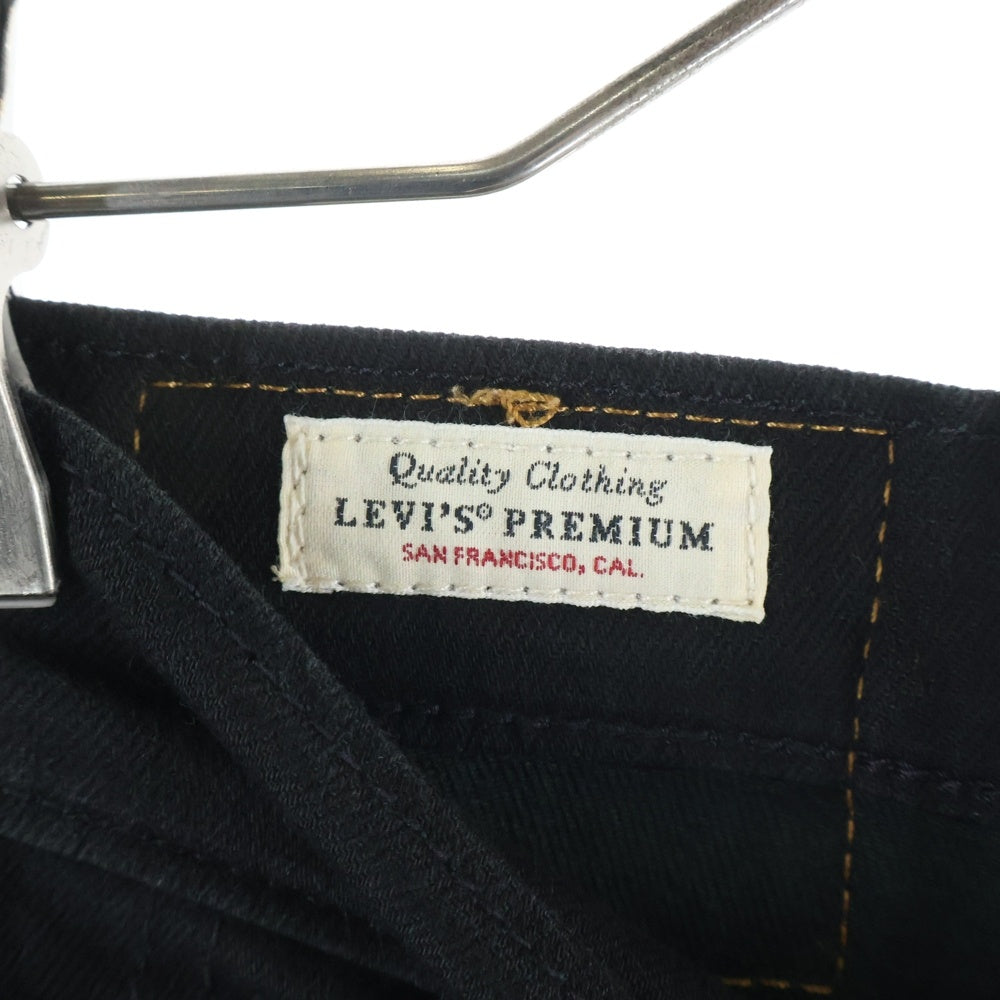 Quality Clothing
LEVI'S® PREMIUM
SAN FRANCISCO, CAL.